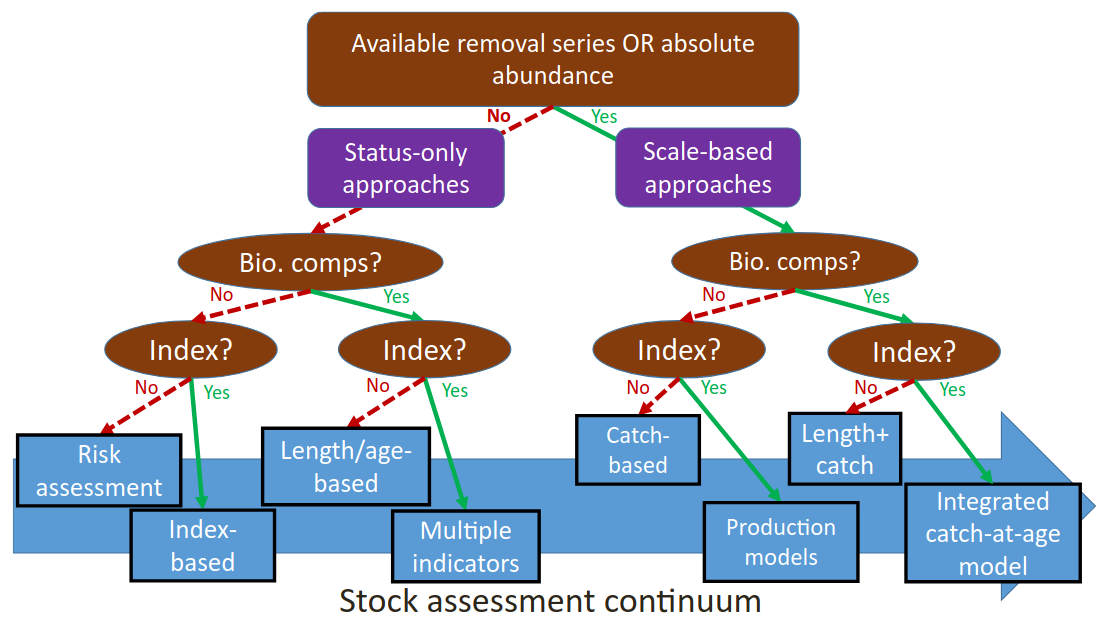 Available removal series OR absolute
abundance
No
Yes
Status-only
approaches
Scale-based
approaches
Bio. comps?
Bio. comps?
No
Yes
No
Yes
Index?
Index?
Index?
Index?
No
Yes
No
Yes
No
Yes
No
Yes
Risk
assessment
Length/age-
based
Catch-
based
Length+
catch
Index-
based
Multiple
indicators
Production
models
Integrated
catch-at-age
model
Stock assessment continuum